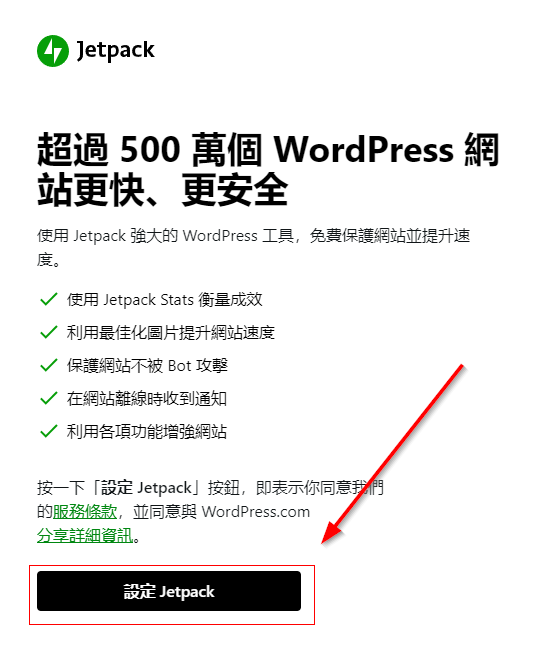 Jetpack
超過 500 萬個 WordPress 網
站更快、更安全
使用 Jetpack 強大的 WordPress 工具，免費保護網站並提升速
度。
使用 Jetpack Stats 衡量成效
利用最佳化圖片提升網站速度
保護網站不被 Bot 攻擊
在網站離線時收到通知
利用各項功能增強網站
按一下「設定 Jetpack」按鈕，即表示你同意我們
的服務條款，並同意與 WordPress.com
分享詳細資訊。
設定 Jetpack